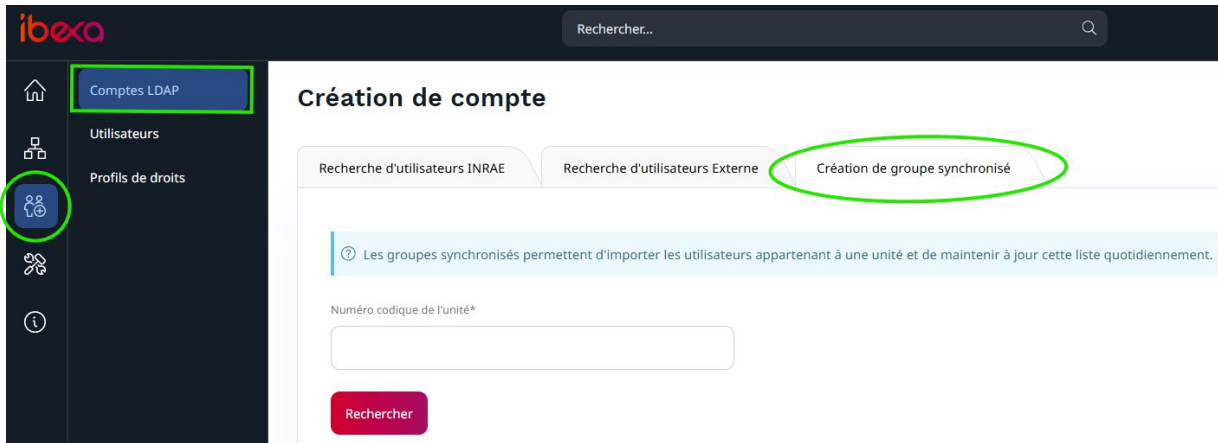 ibexa
Rechercher...
Comptes LDAP
Utilisateurs
Profils de droits
Création de compte
Recherche d'utilisateurs INRAE
Recherche d'utilisateurs Externe
Création de groupe synchronisé
Les groupes synchronisés permettent d'importer les utilisateurs appartenant à une unité et de maintenir à jour cette liste quotidiennement.
Numéro codique de l'unité*
Rechercher